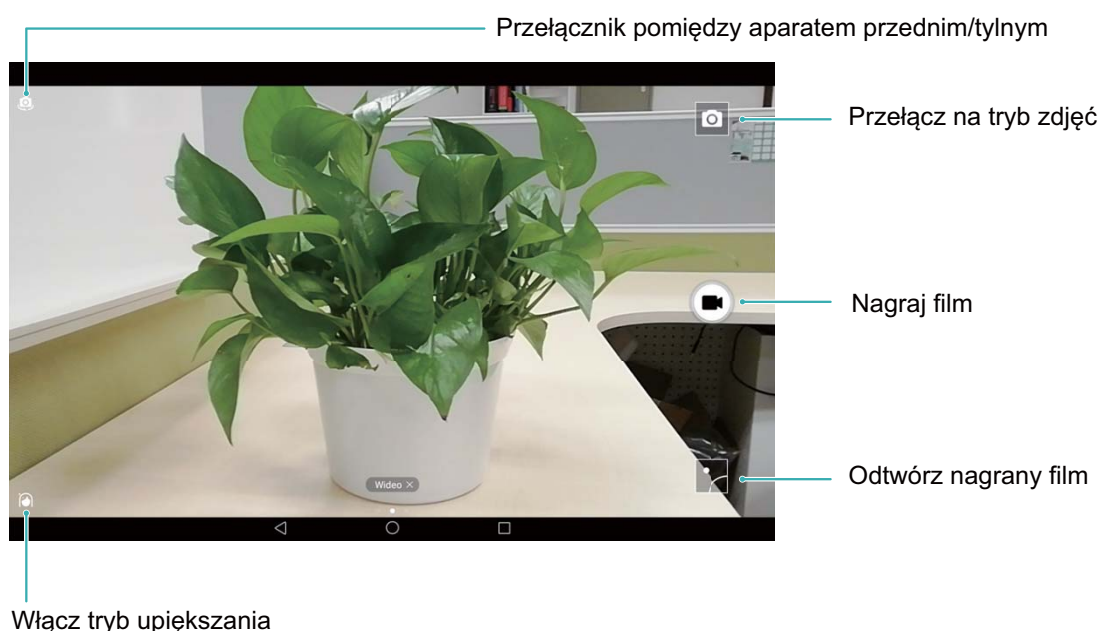 Przełącznik pomiędzy aparatem przednim/tylnym
Przełącz na tryb zdjęć
Nagraj film
Wideo ×
Odtwórz nagrany film
Włącz tryb upiększania